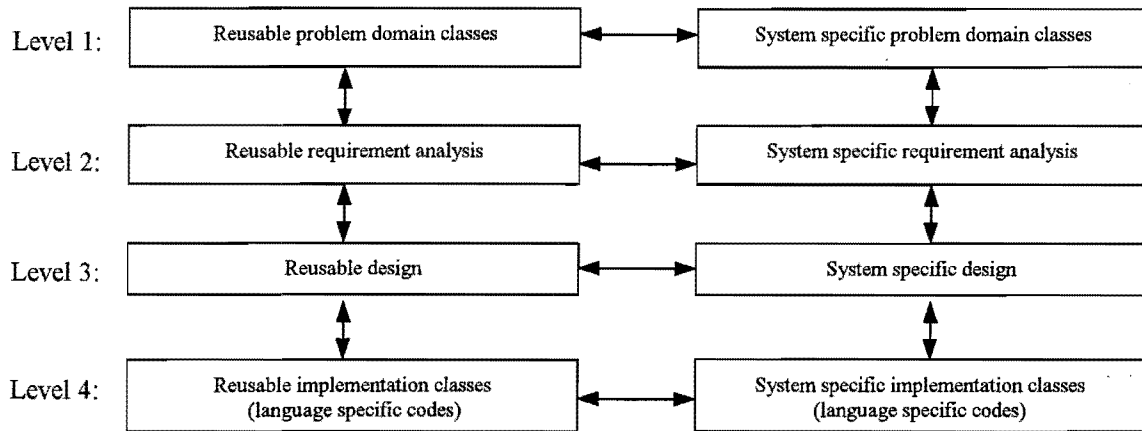 Level 1:
Reusable problem domain classes
System specific problem domain classes
Level 2:
Reusable requirement analysis
System specific requirement analysis
Level 3:
Reusable design
System specific design
Level 4:
Reusable implementation classes
(language specific codes)
System specific implementation classes
(language specific codes)